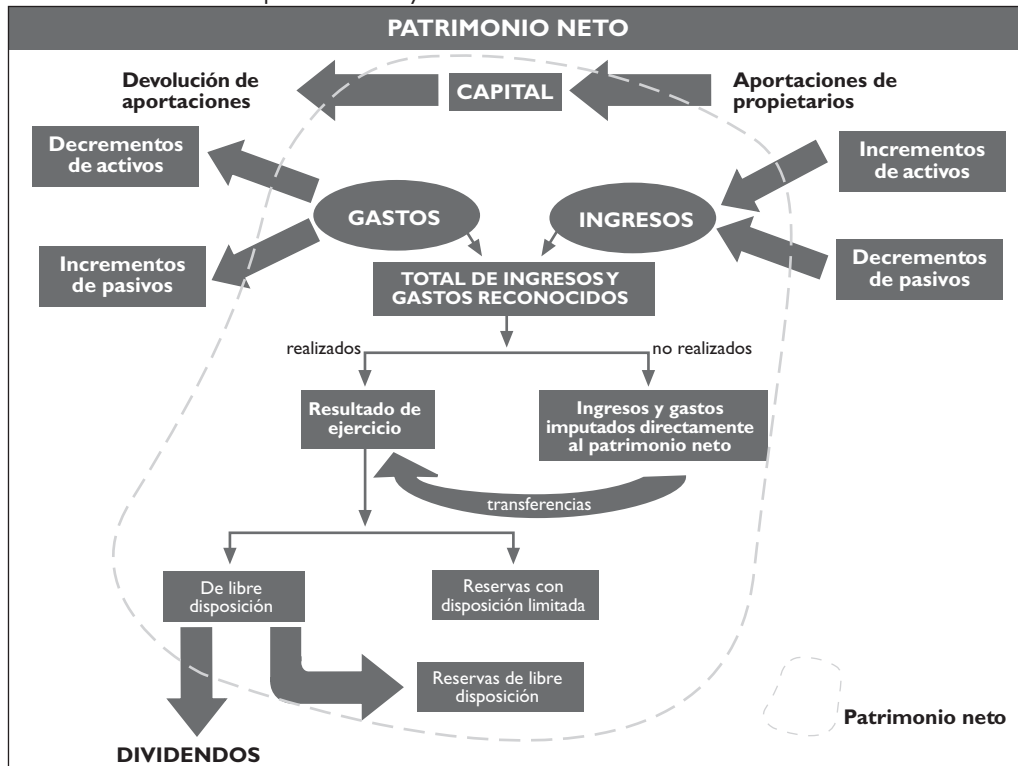 PATRIMONIO NETO
Devolución de
aportaciones
CAPITAL
Aportaciones de
propietarios
Decrementos
de activos
Incrementos
de activos
GASTOS
INGRESOS
Incrementos
de pasivos
Decrementos
de pasivos
TOTAL DE INGRESOS Y
GASTOS RECONOCIDOS
realizados
no realizados
Resultado de
ejercicio
Ingresos y gastos
imputados directamente
al patrimonio neto
transferencias
De libre
disposición
Reservas con
disposición limitada
Reservas de libre
disposición
Patrimonio neto
DIVIDENDOS